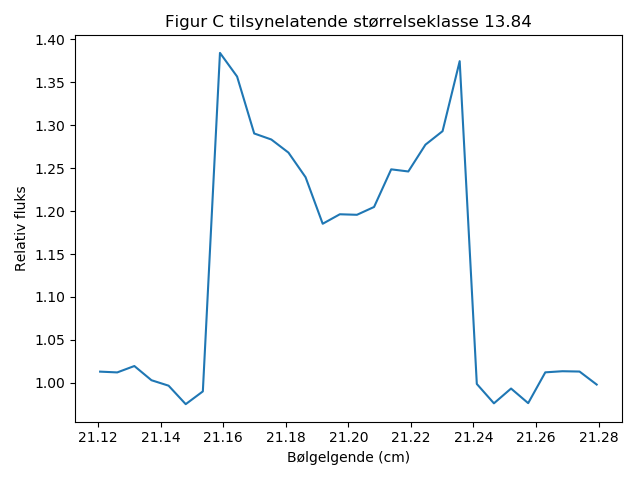 Figur C tilsynelatende størrelseklasse 13.84
1.40
1.35
1.30
1.25
1.20
1.15
1.10
1.05
1.00
Relativ fluks
21.12 21.14 21.16 21.18 21.20 21.22 21.24 21.26 21.28
Bølgelgende (cm)